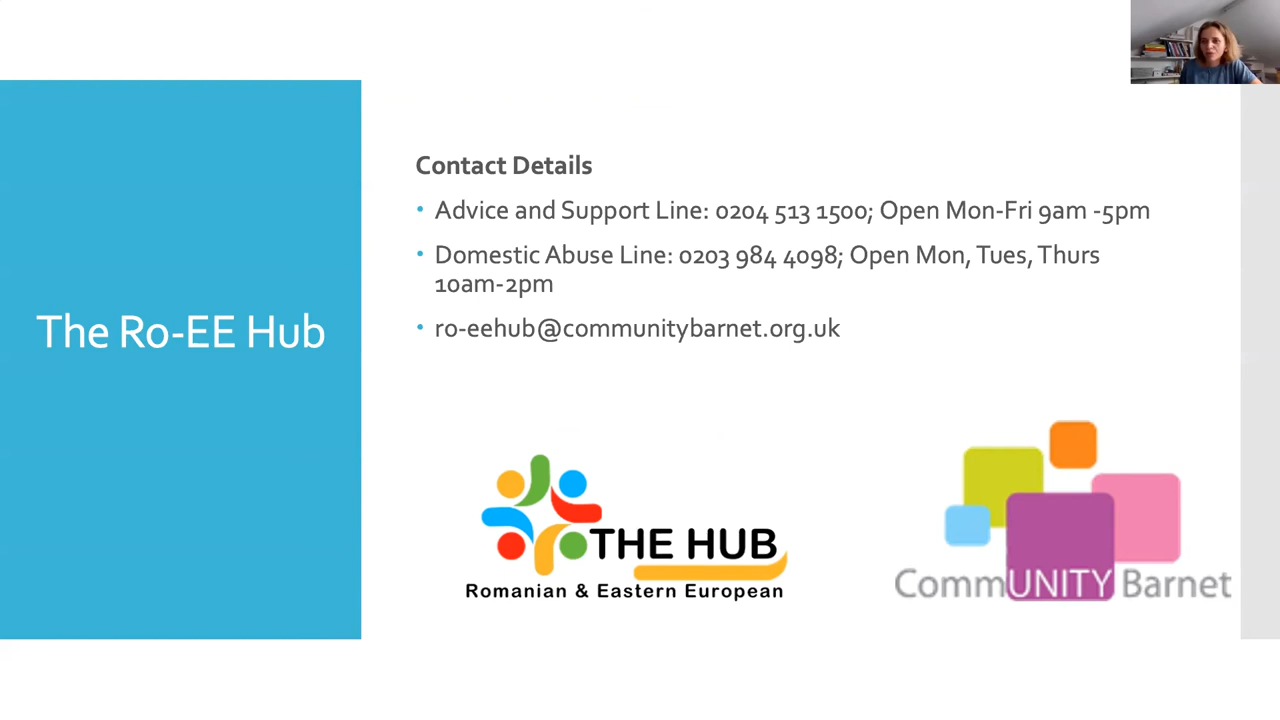 The Ro-EE Hub
Contact Details
• Advice and Support Line: 0204 513 1500; Open Mon-Fri 9am -5pm
• Domestic Abuse Line: 0203 984 4098; Open Mon, Tues, Thurs
10am-2pm
• ro-eehub@communitybarnet.org.uk
THE HUB
Romanian & Eastern European
CommUNITY Barnet